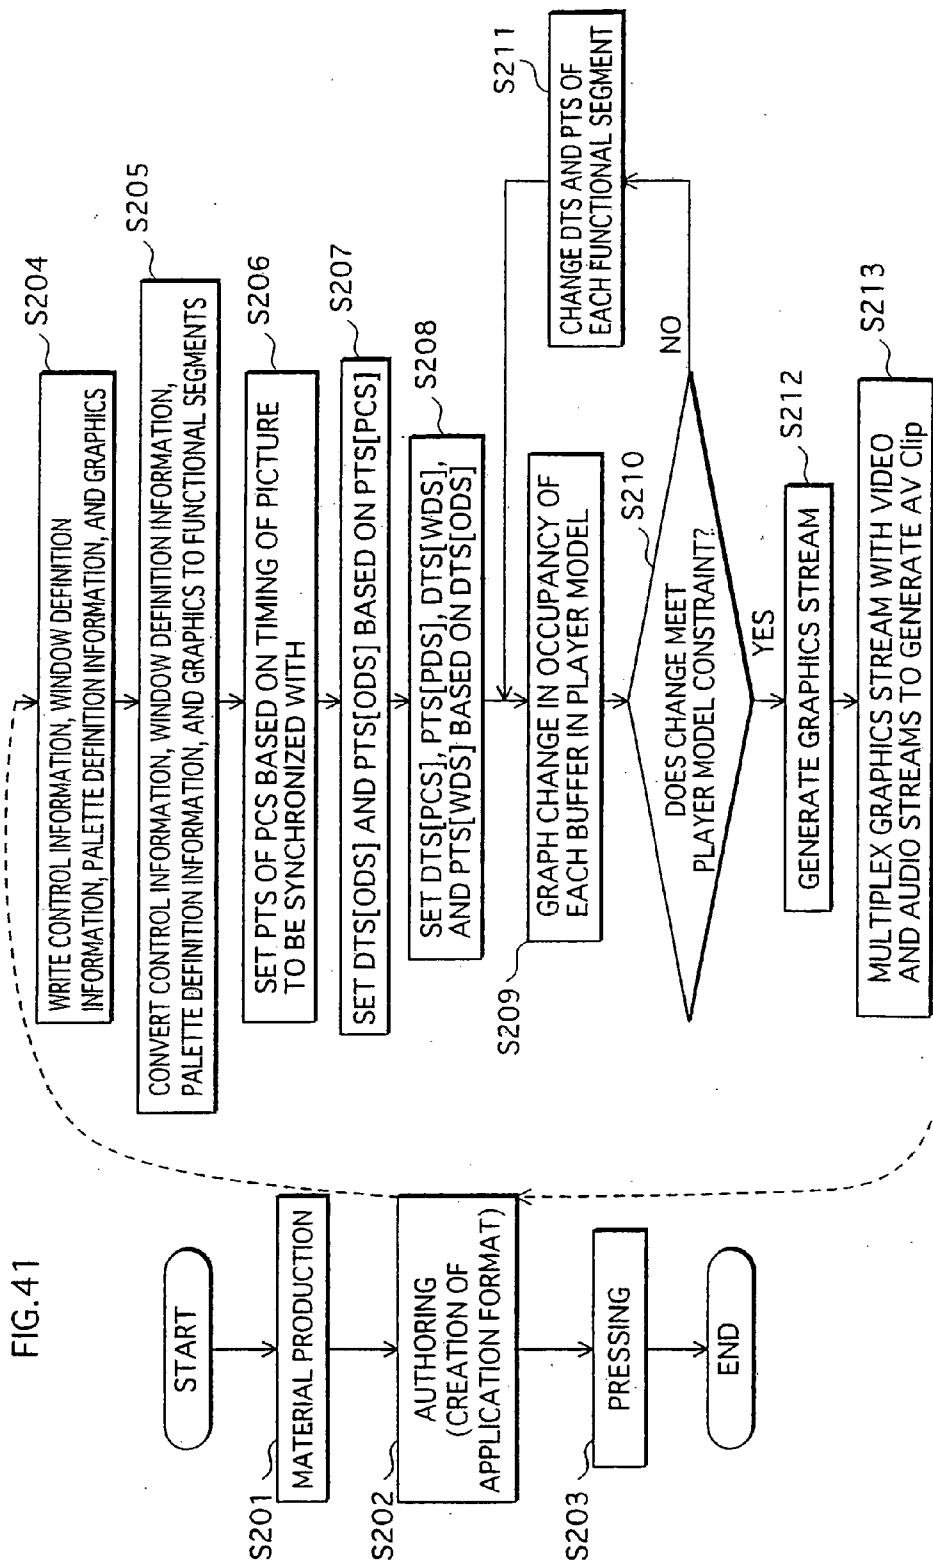 FIG.41
START
S201
MATERIAL PRODUCTION
S202
AUTHORING
(CREATION OF
APPLICATION FORMAT)
S203
PRESSING
END
S204
WRITE CONTROL INFORMATION, WINDOW DEFINITION
INFORMATION, PALETTE DEFINITION INFORMATION, AND GRAPHICS
S205
CONVERT CONTROL INFORMATION, WINDOW DEFINITION INFORMATION,
PALETTE DEFINITION INFORMATION, AND GRAPHICS TO FUNCTIONAL SEGMENTS
S206
SET PTS OF PCS BASED ON TIMING OF PICTURE
TO BE SYNCHRONIZED WITH
S207
SET DTS[ODS] AND PTS[ODS] BASED ON PTS[PCS]
S208
SET DTS[PCS], PTS[PDS], DTS[WDS],
AND PTS[WDS] BASED ON DTS[ODS]
S209
GRAPH CHANGE IN OCCUPANCY OF
EACH BUFFER IN PLAYER MODEL
S210
DOES CHANGE MEET
PLAYER MODEL CONSTRAINT?
NO
S211
CHANGE DTS AND PTS OF
EACH FUNCTIONAL SEGMENT
YES
S212
GENERATE GRAPHICS STREAM
S213
MULTIPLEX GRAPHICS STREAM WITH VIDEO
AND AUDIO STREAMS TO GENERATE AV Clip